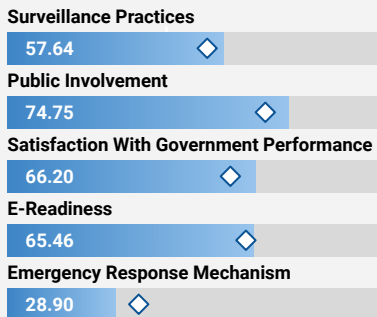 Surveillance Practices
57.64
Public Involvement
74.75
Satisfaction With Government Performance
66.20
E-Readiness
65.46
Emergency Response Mechanism
28.90